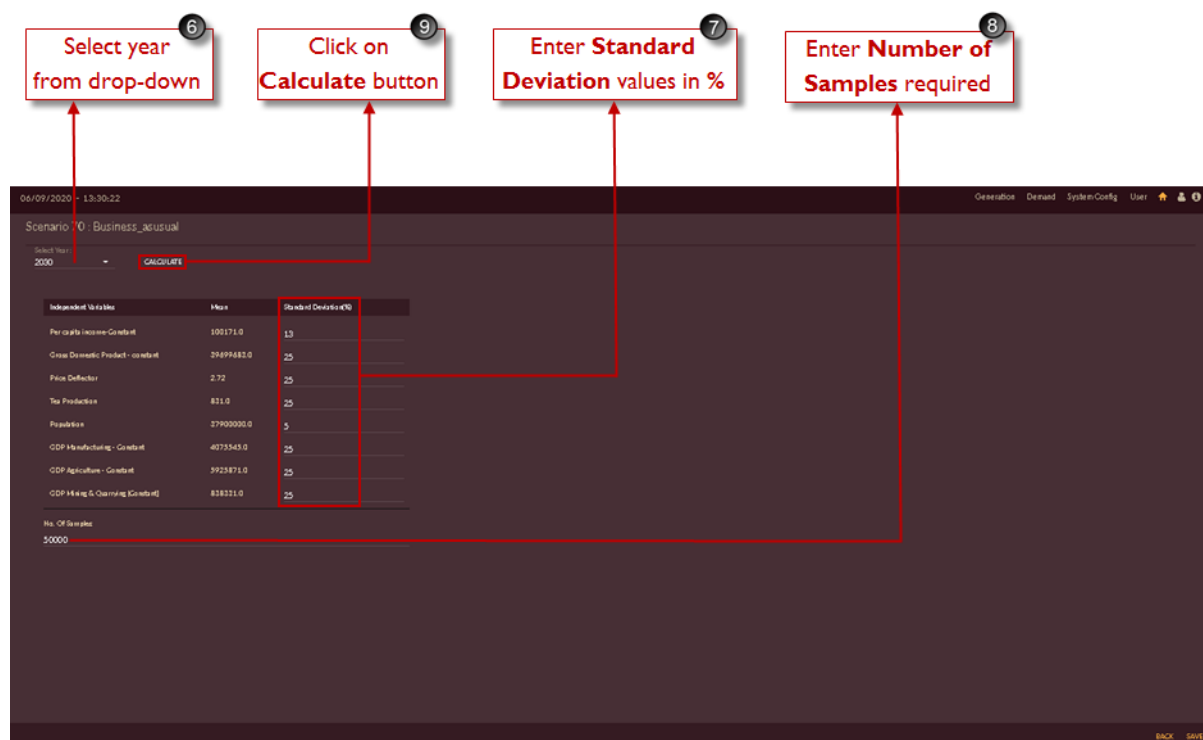 6
Select year
from drop-down
9
Click on
Calculate button
7
Enter Standard
Deviation values in %
8
Enter Number of
Samples required
06/09/2020 - 13:30:22
Generation Demand System Config User
Scenario 70 : Business_asusual
Select Year:
2030
CALCULATE
Independent Variables Mean Standard Deviation(%)
Per capita income-Constant 100171.0 13
Gross Domestic Product - constant 39699683.0 25
Price Deflector 2.72 25
Tea Production 831.0 25
Population 37900000.0 5
GDP Manufacturing - Constant 4075545.0 25
GDP Agriculture - Constant 5925871.0 25
GDP Mining & Quarrying (Constant) 838321.0 25
No. Of Samples:
50000
BACK SAVE